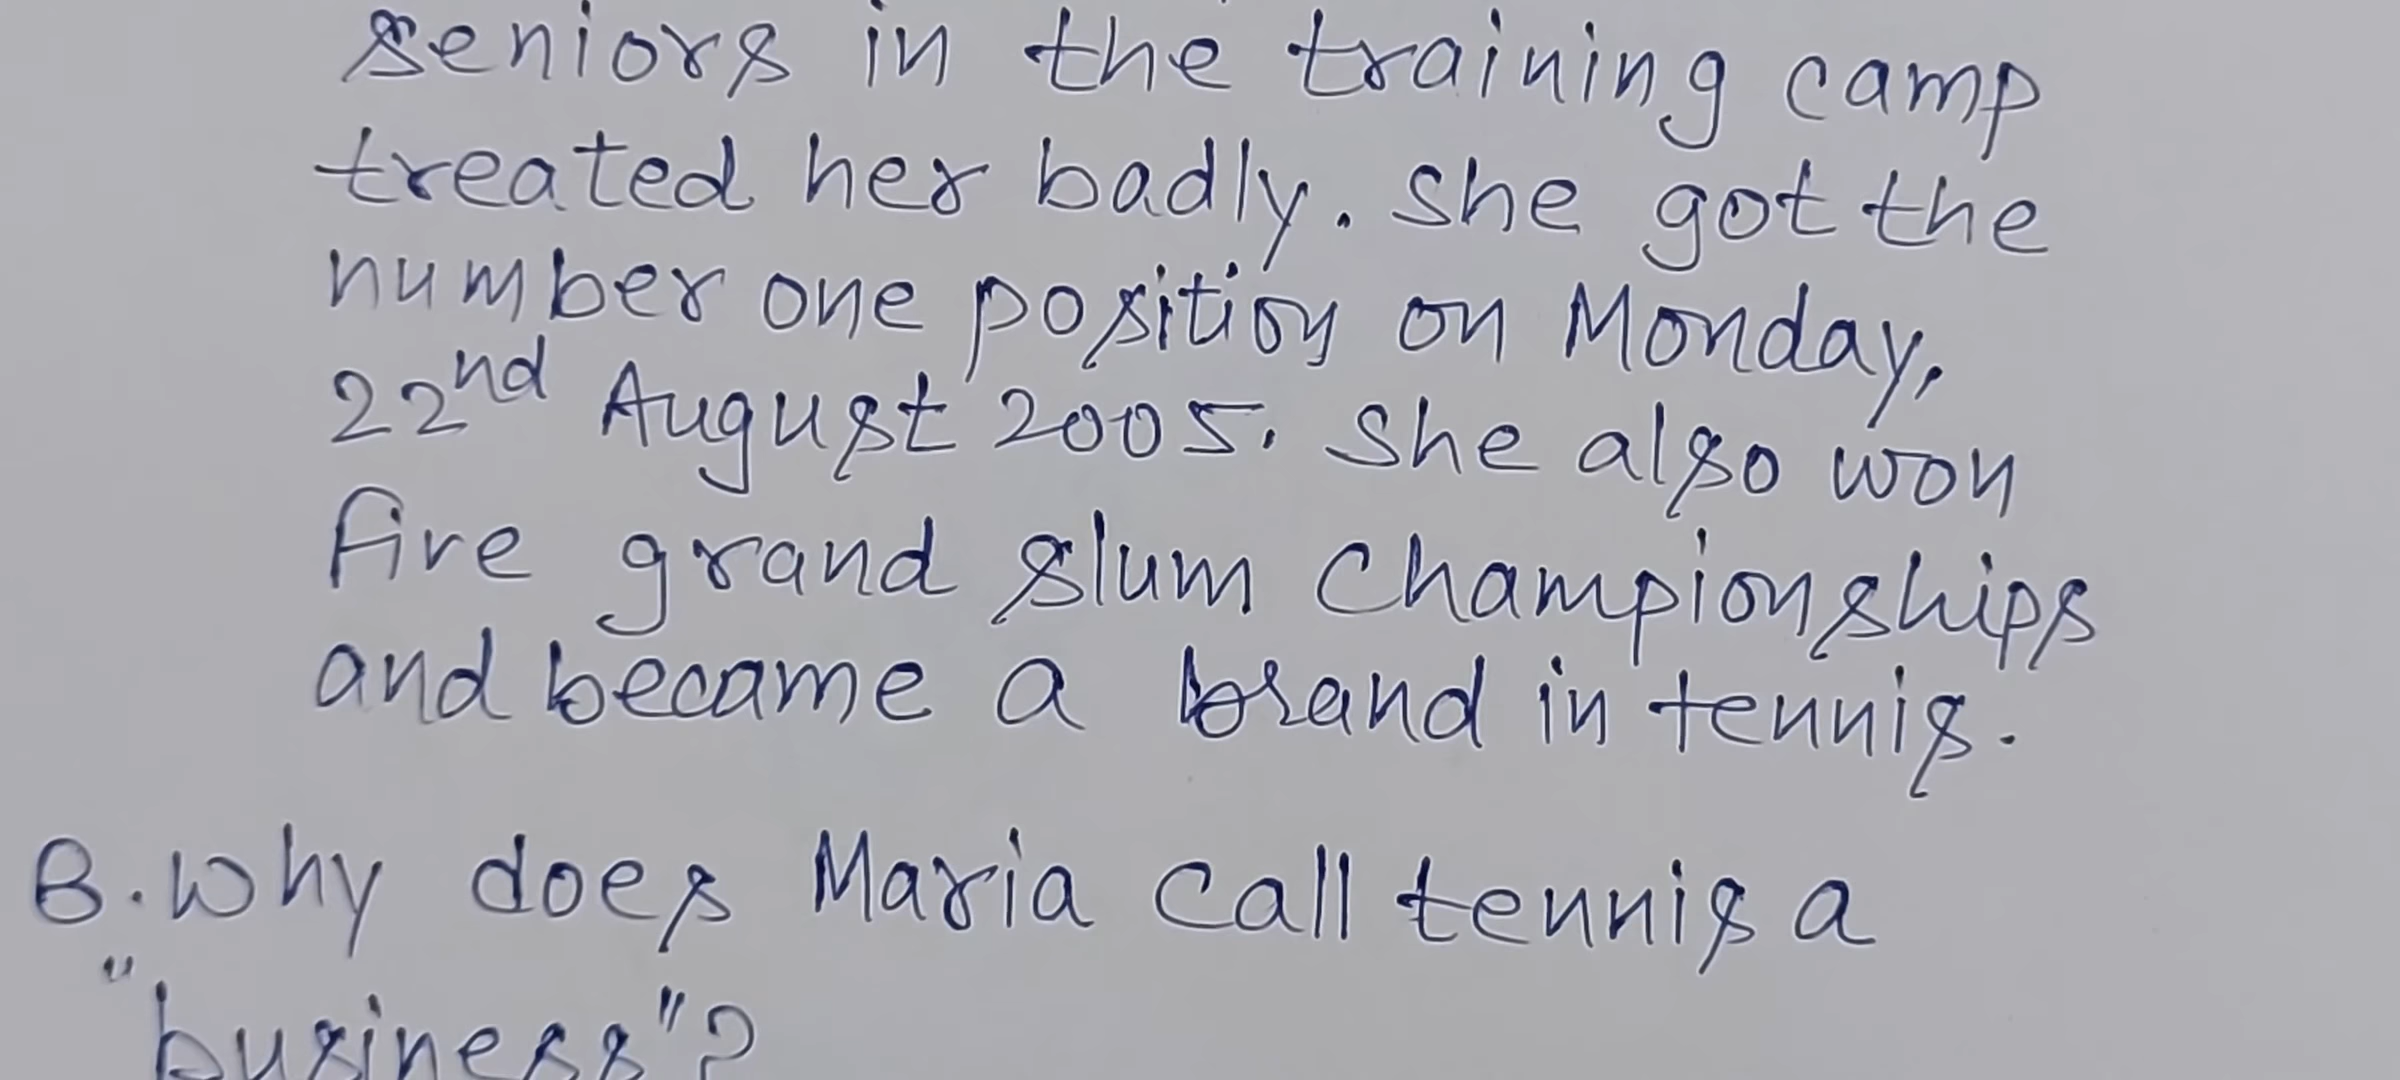 seniors in the training camp
treated her badly. She got the
number one position on Monday,
22nd August 2005. She also won
five grand slum championships
and became a brand in tennis.
B. Why does Maria call tennis a
"business"?